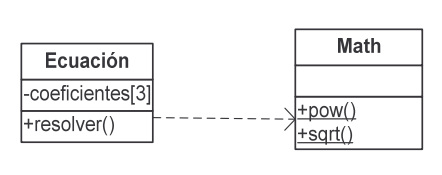 Ecuación
-coeficientes[3]
+resolver()
Math
+pow()
+sqrt()